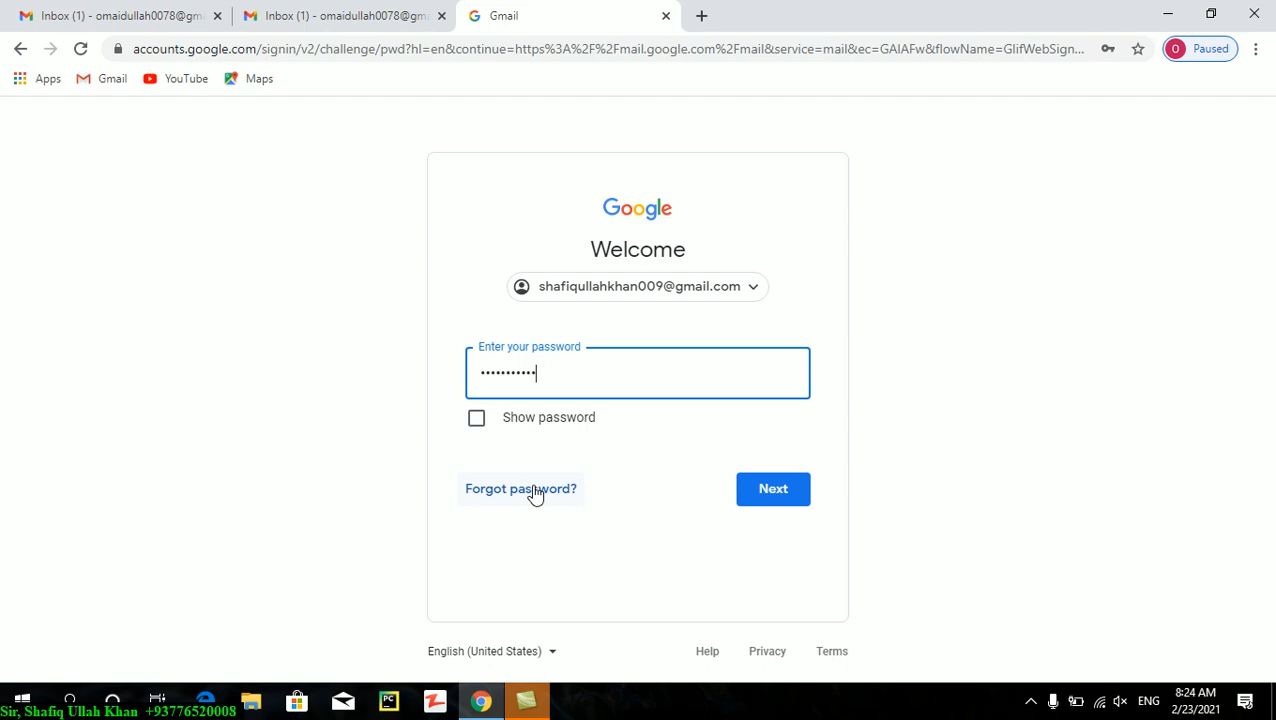 Inbox (1) - omaidullah0078@gma
Inbox (1) - omaidullah0078@gm
Gmail
accounts.google.com/signin/v2/challenge/pwd?hl=en&continue=https%3A%2F%2Fmail.google.com%2Fmail&service=mail&ec=GAlAFw&flowName=GlifWebSign...
O Paused
Apps
Gmail
YouTube
Maps
Google
Welcome
shafiqullahkhan009@gmail.com
Enter your password
•••••••••••
Show password
Forgot password?
Next
English (United States)
Help
Privacy
Terms
PC
ENG
8:24 AM
2/23/2021
Sir, Shafiq Ullah Khan +93776520008